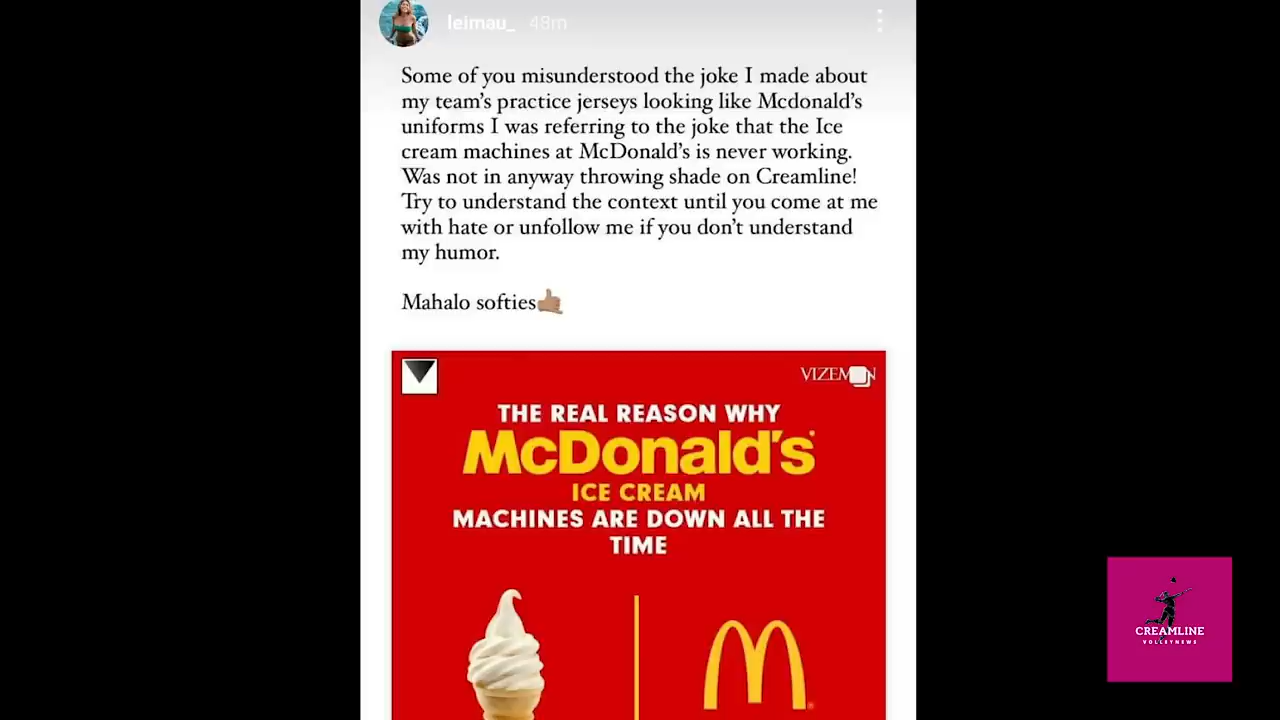 leimau_ 48m
Some of you misunderstood the joke I made about
my team's practice jerseys looking like Mcdonald's
uniforms I was referring to the joke that the Ice
cream machines at McDonald's is never working.
Was not in anyway throwing shade on Creamline!
Try to understand the context until you come at me
with hate or unfollow me if you don't understand
my humor.
Mahalo softies🤙🏽
THE REAL REASON WHY
McDonald's
ICE CREAM
MACHINES ARE DOWN ALL THE
TIME
CREAMLINE
VOLLEYNEWS